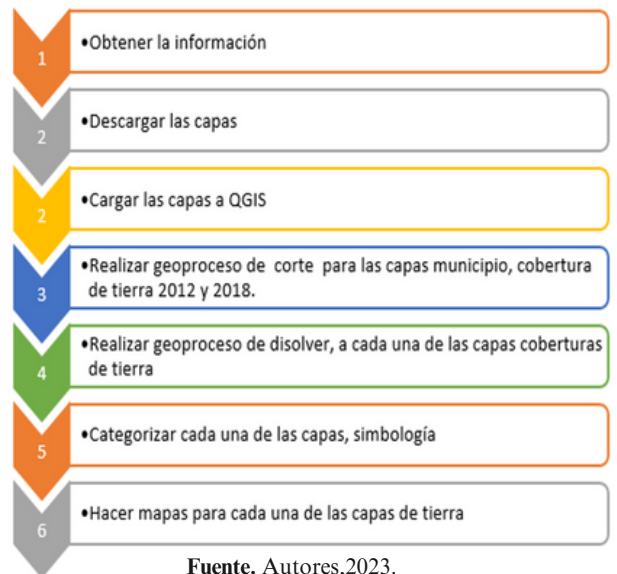 1
•Obtener la información
2
•Descargar las capas
2
•Cargar las capas a QGIS
3
•Realizar geoproceso de corte para las capas municipio, cobertura
de tierra 2012 y 2018.
4
•Realizar geoproceso de disolver, a cada una de las capas coberturas
de tierra
5
•Categorizar cada una de las capas, simbología
6
•Hacer mapas para cada una de las capas de tierra
Fuente. Autores,2023.